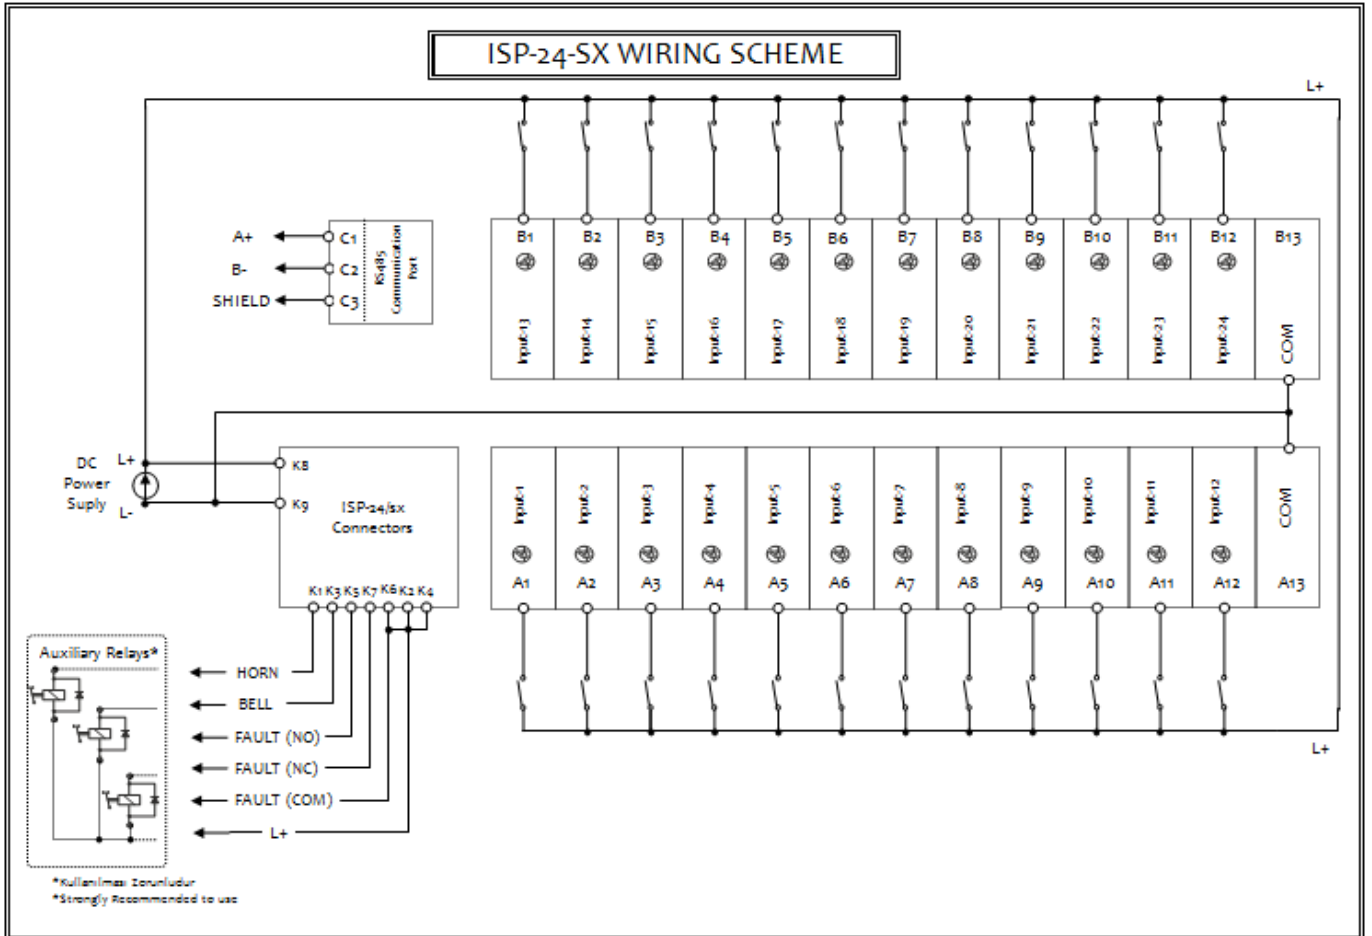 ISP-24-SX WIRING SCHEME
L+
A+
B-
SHIELD
C1
C2
C3
RS485
Communication
Port
B1 B2 B3 B4 B5 B6 B7 B8 B9 B10 B11 B12 B13
Input-13 Input-14 Input-15 Input-16 Input-17 Input-18 Input-19 Input-20 Input-21 Input-22 Input-23 Input-24 COM
DC
Power
Suply
L+
L-
K8
K9
ISP-24/sx
Connectors
K1 K3 K5 K7 K6 K2 K4
Input-1 Input-2 Input-3 Input-4 Input-5 Input-6 Input-7 Input-8 Input-9 Input-10 Input-11 Input-12 COM
A1 A2 A3 A4 A5 A6 A7 A8 A9 A10 A11 A12 A13
L+
Auxiliary Relays*
HORN
BELL
FAULT (NO)
FAULT (NC)
FAULT (COM)
L+
*Kullanılması Zorunludur
*Strongly Recommended to use